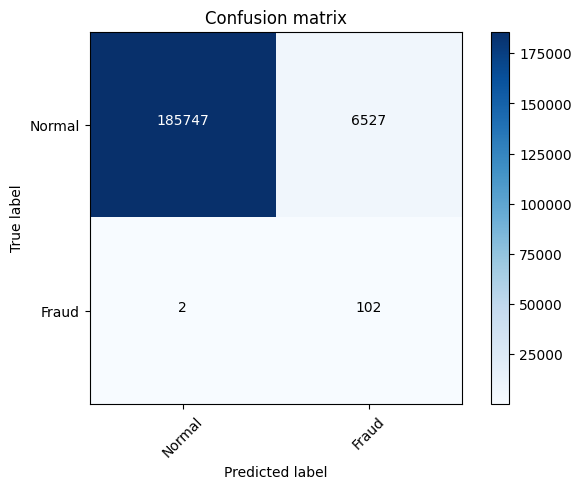 Confusion matrix
True label
Normal
Fraud
185747
6527
2
102
Normal
Fraud
Predicted label
175000
150000
125000
100000
75000
50000
25000